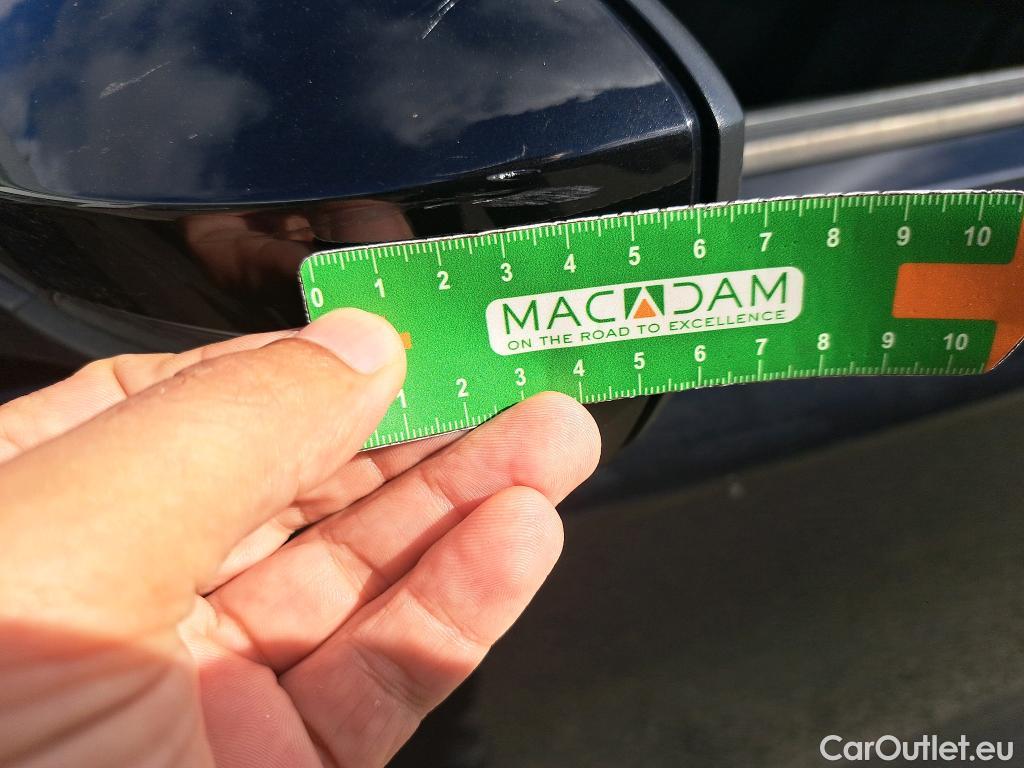 0 1 2 3 4 5 6 7 8 9 10
MACADAM
ON THE ROAD TO EXCELLENCE
1 2 3 4 5 6 7 8 9 10
CarOutlet.eu